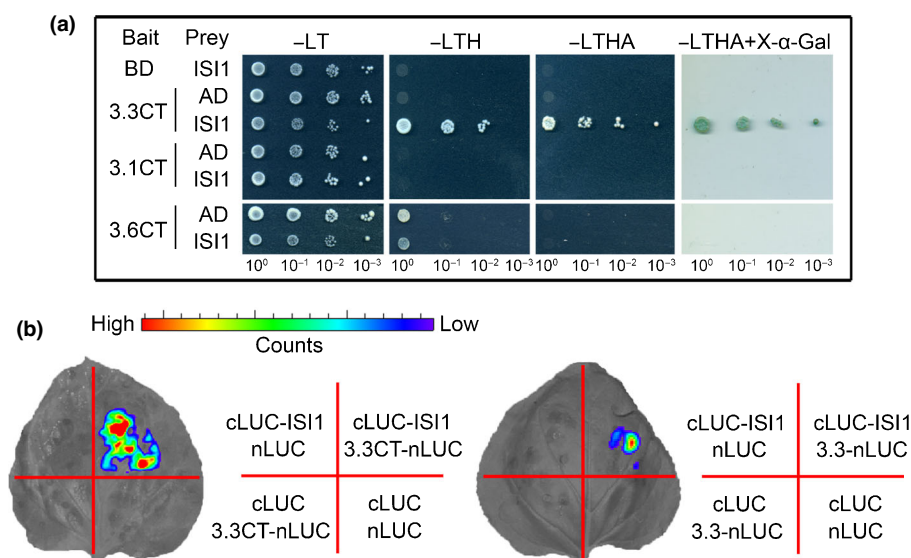 (a)
Bait Prey –LT –LTH –LTHA –LTHA+X-α-Gal
BD ISI1
3.3CT AD
ISI1
3.1CT AD
ISI1
3.6CT AD
ISI1
10⁰ 10⁻¹ 10⁻² 10⁻³ 10⁰ 10⁻¹ 10⁻² 10⁻³ 10⁰ 10⁻¹ 10⁻² 10⁻³ 10⁰ 10⁻¹ 10⁻² 10⁻³
(b)
High Low
Counts
cLUC-ISI1
nLUC
cLUC-ISI1
3.3CT-nLUC
cLUC
3.3CT-nLUC
cLUC
nLUC
cLUC-ISI1
nLUC
cLUC-ISI1
3.3-nLUC
cLUC
3.3-nLUC
cLUC
nLUC